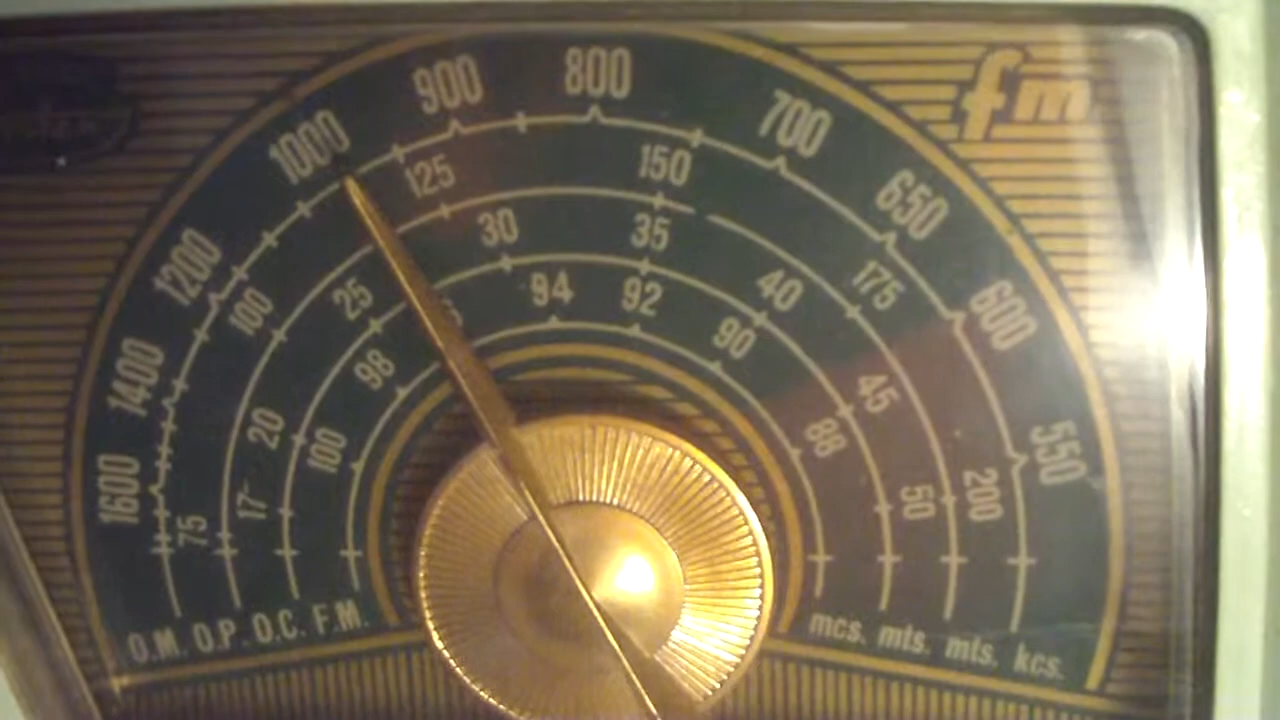 fm
1600 1400 1200 1000 900 800 700 650 600 550
75 100 125 150 175 200
17 20 25 30 35 40 45 50
100 98 94 92 90 88
O.M. O.P. O.C. F.M.
mcs. mts. mts. kcs.